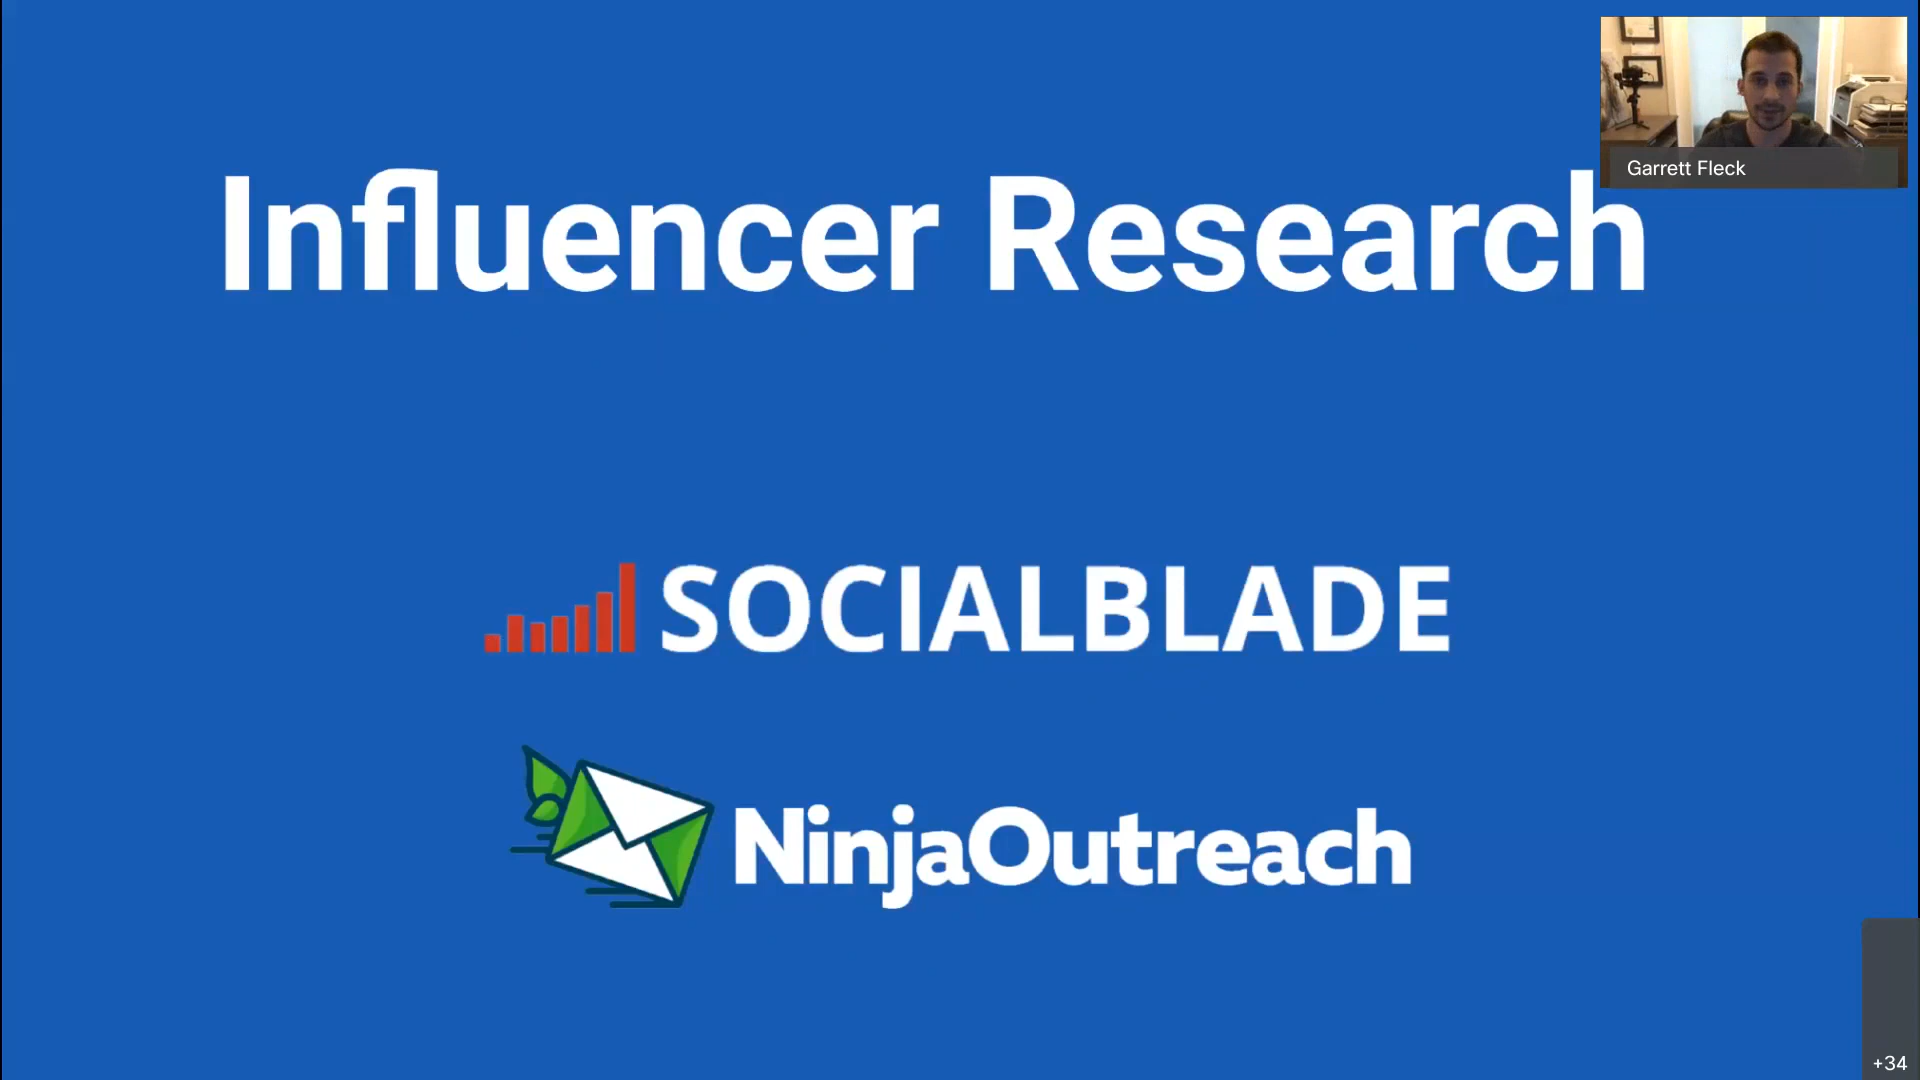 Garrett Fleck
Influencer Research
SOCIALBLADE
NinjaOutreach
+34